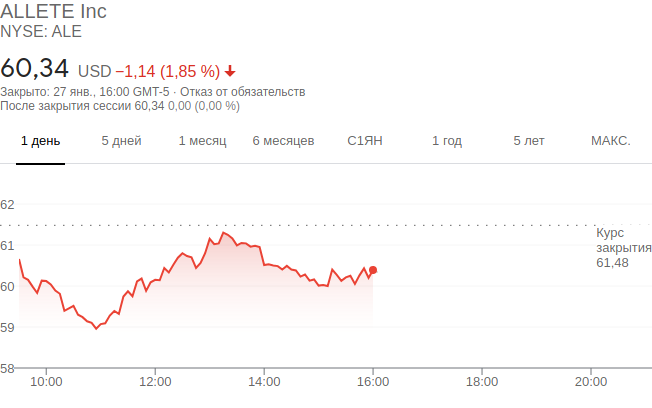 ALLETE Inc
NYSE: ALE
60,34 USD −1,14 (1,85 %)
Закрыто: 27 янв., 16:00 GMT-5 · Отказ от обязательств
После закрытия сессии 60,34 0,00 (0,00 %)
1 день 5 дней 1 месяц 6 месяцев С1ЯН 1 год 5 лет МАКС.
62
61
60
59
58
Курс
закрытия
61,48
10:00 12:00 14:00 16:00 18:00 20:00